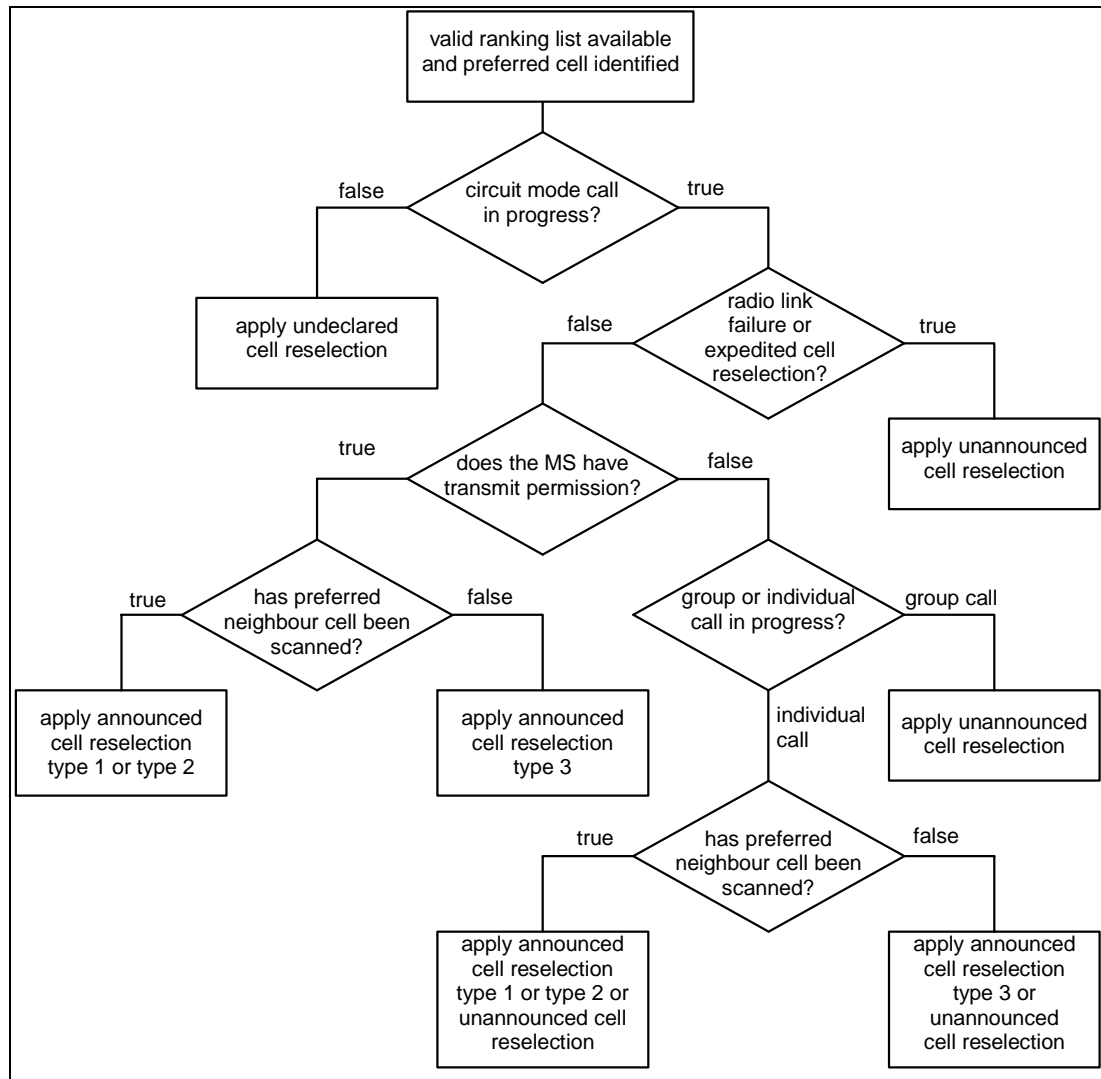 valid ranking list available
and preferred cell identified
false
circuit mode call
in progress?
true
apply undeclared
cell reselection
false
radio link
failure or
expedited cell
reselection?
true
true
does the MS have
transmit permission?
false
apply unannounced
cell reselection
true
has preferred
neighbour cell been
scanned?
false
group or individual
call in progress?
group call
apply announced
cell reselection
type 1 or type 2
apply announced
cell reselection
type 3
individual
call
apply unannounced
cell reselection
true
has preferred
neighbour cell been
scanned?
false
apply announced
cell reselection
type 1 or type 2 or
unannounced cell
reselection
apply announced
cell reselection
type 3 or
unannounced
cell reselection